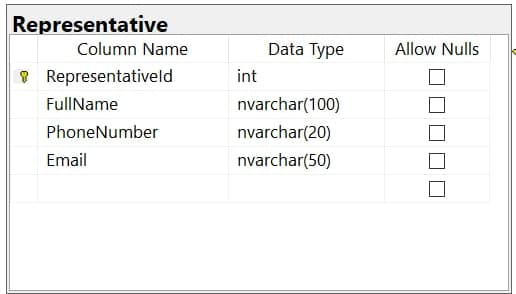 Representative
Column Name Data Type Allow Nulls
RepresentativeId int
FullName nvarchar(100)
PhoneNumber nvarchar(20)
Email nvarchar(50)